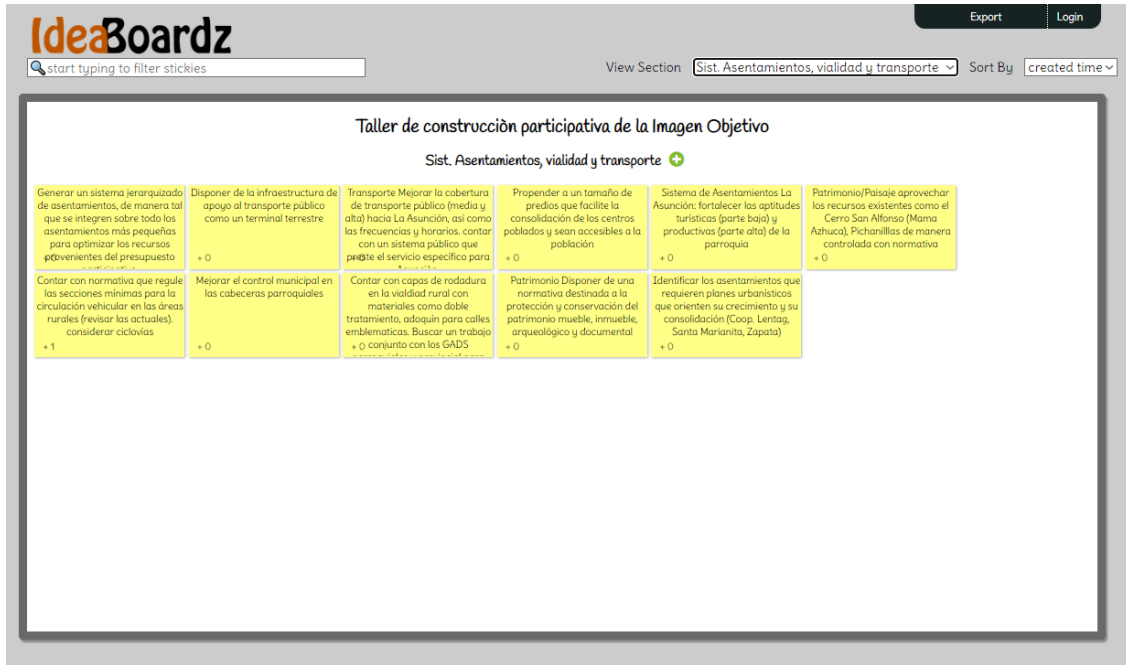 Export Login
IdeaBoardz
start typing to filter stickies
View Section Sist. Asentamientos, vialidad y transporte Sort By created time
Taller de construcciòn participativa de la Imagen Objetivo
Sist. Asentamientos, vialidad y transporte
Generar un sistema jerarquizado
de asentamientos, de manera tal
que se integren sobre todo los
asentamientos más pequeñas
para optimizar los recursos
provenientes del presupuesto
+0
Disponer de la infraestructura de
apoyo al transporte público
como un terminal terrestre
+0
Transporte Mejorar la cobertura
de transporte público (media y
alta) hacia La Asunción, así como
las frecuencias y horarios. contar
con un sistema público que
preste el servicio específico para
+0
Propender a un tamaño de
predios que facilite la
consolidación de los centros
poblados y sean accesibles a la
población
+0
Sistema de Asentamientos La
Asunción: fortalecer las aptitudes
turísticas (parte baja) y
productivas (parte alta) de la
parroquia
+0
Patrimonio/Paisaje aprovechar
los recursos existentes como el
Cerro San Alfonso (Mama
Azhuca), Pichanilllas de manera
controlada con normativa
+0
Contar con normativa que regule
las secciones mínimas para la
circulación vehicular en las áreas
rurales (revisar las actuales).
considerar ciclovías
+1
Mejorar el control municipal en
las cabeceras parroquiales
+0
Contar con capas de rodadura
en la vialdiad rural con
materiales como doble
tratamiento, adoquín para calles
emblematicas. Buscar un trabajo
conjunto con los GADS
+0
Patrimonio Disponer de una
normativa destinada a la
protección y conservación del
patrimonio mueble, inmueble,
arqueológico y documental
+0
Identificar los asentamientos que
requieren planes urbanísticos
que orienten su crecimiento y su
consolidación (Coop. Lentag,
Santa Marianita, Zapata)
+0